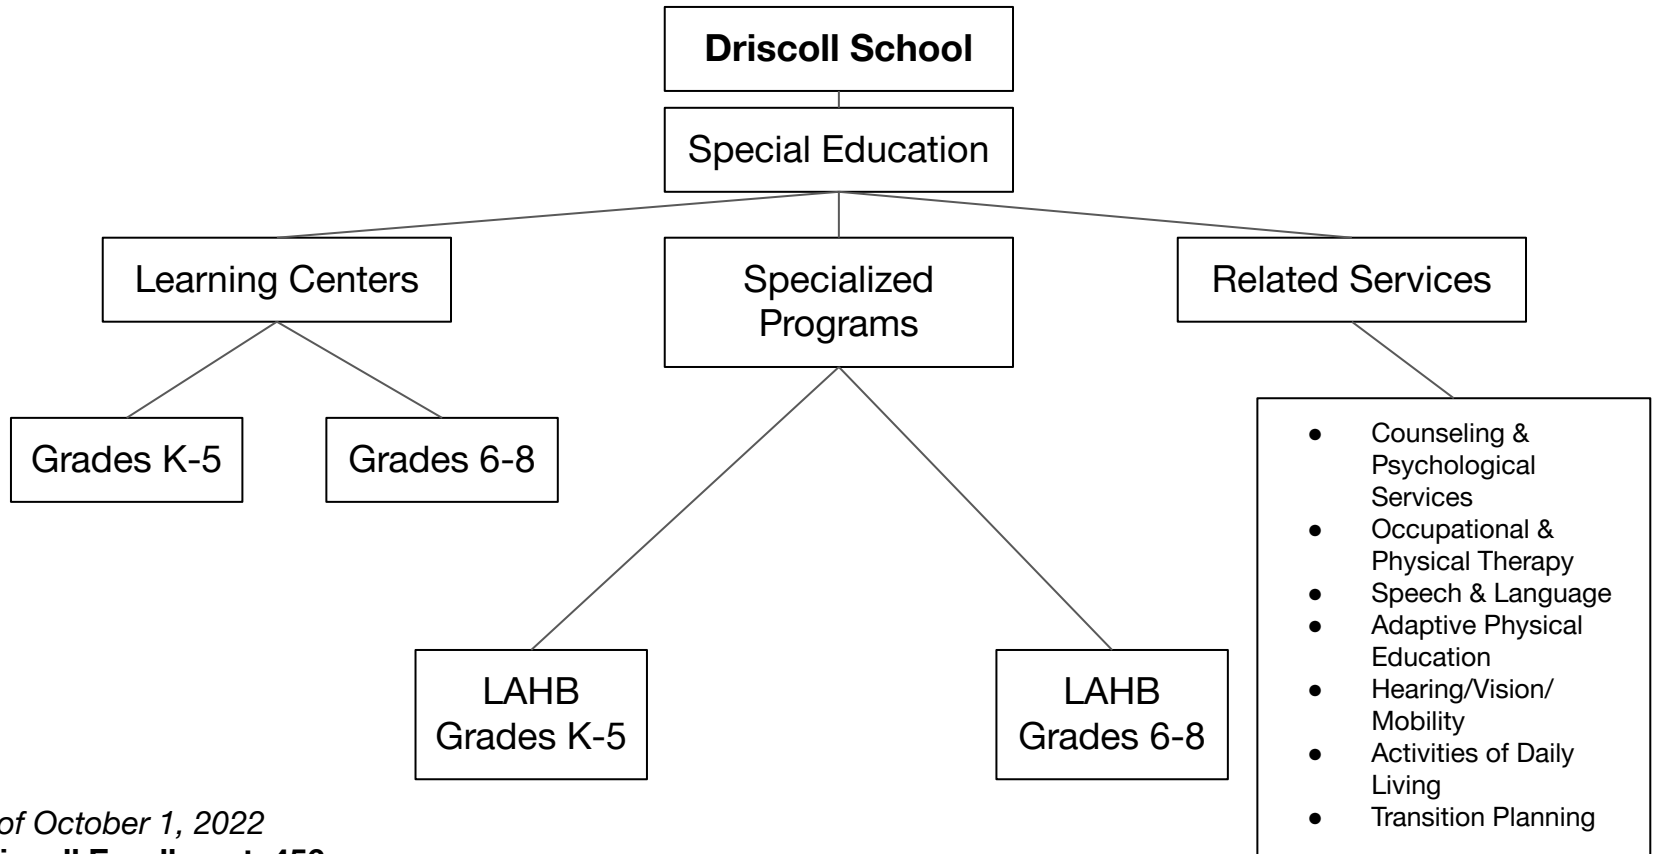 Driscoll School
Special Education
Learning Centers
Specialized
Programs
Related Services
Grades K-5
Grades 6-8
● Counseling &
Psychological
Services
● Occupational &
Physical Therapy
● Speech & Language
● Adaptive Physical
Education
● Hearing/Vision/
Mobility
● Activities of Daily
Living
● Transition Planning
LAHB
Grades K-5
LAHB
Grades 6-8
of October 1, 2022